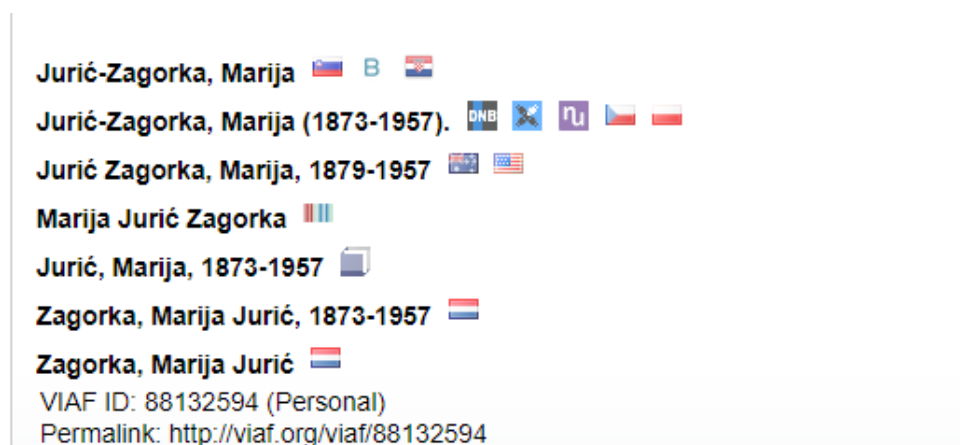 Jurić-Zagorka, Marija B
Jurić-Zagorka, Marija (1873-1957). DNB nu
Jurić Zagorka, Marija, 1879-1957
Marija Jurić Zagorka
Jurić, Marija, 1873-1957
Zagorka, Marija Jurić, 1873-1957
Zagorka, Marija Jurić
VIAF ID: 88132594 (Personal)
Permalink: http://viaf.org/viaf/88132594